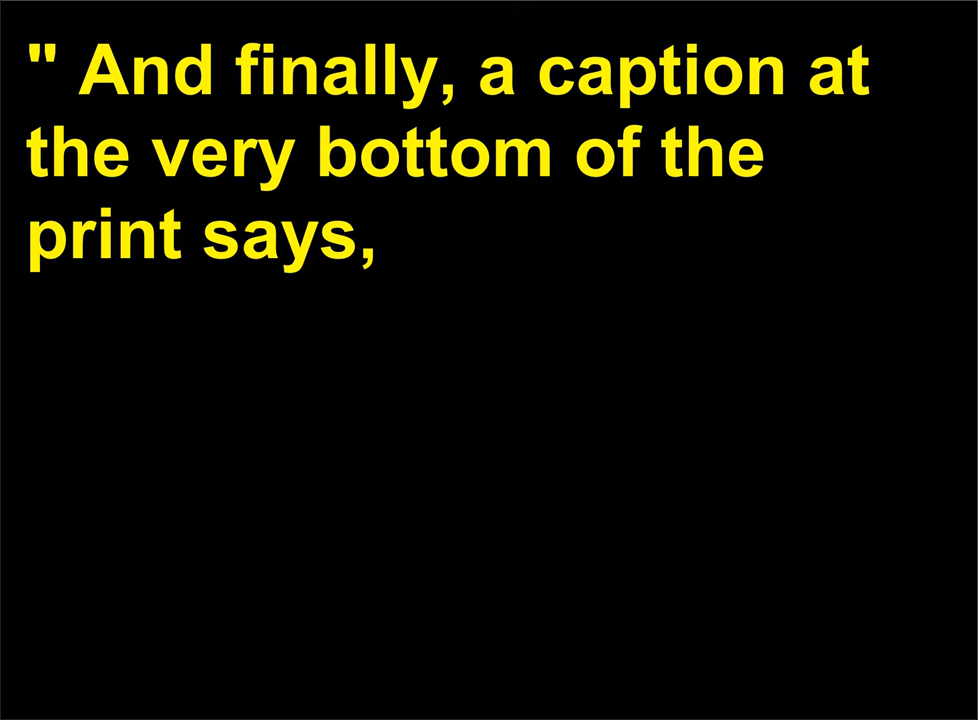 " And finally, a caption at
the very bottom of the
print says,